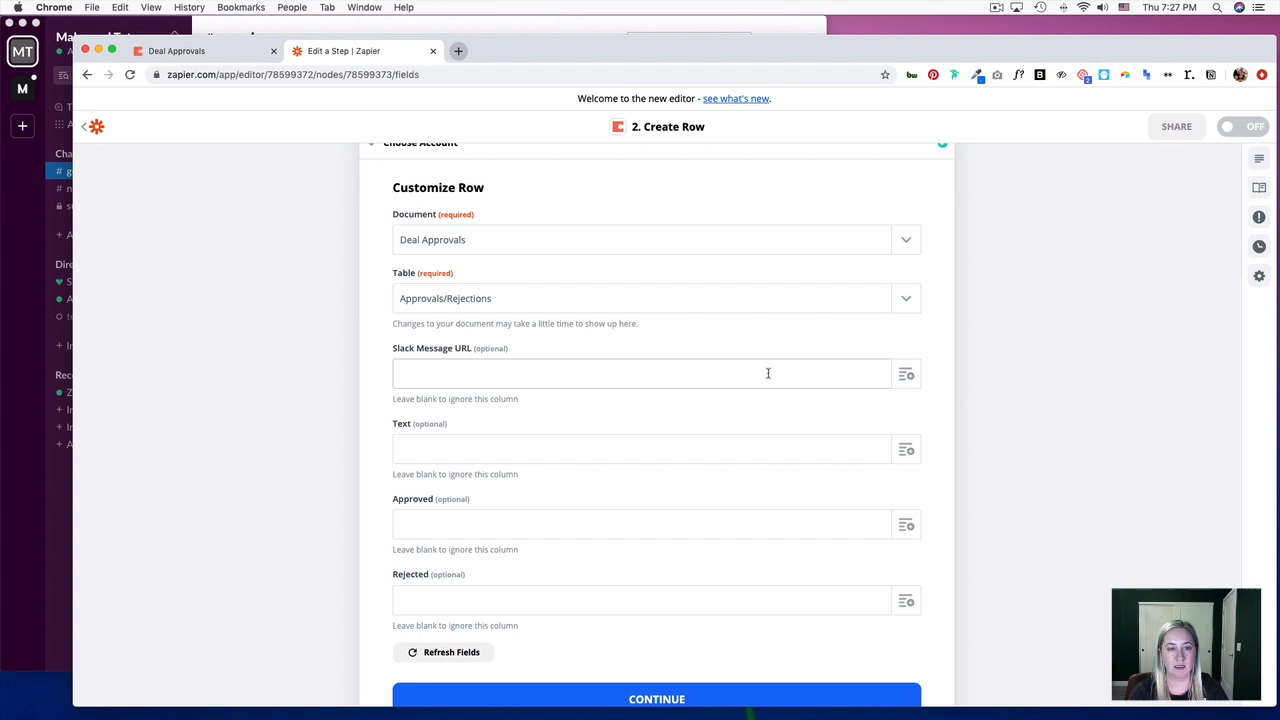 Chrome File Edit View History Bookmarks People Tab Window Help Thu 7:27 PM
Deal Approvals Edit a Step | Zapier
MT
zapier.com/app/editor/78599372/nodes/78599373/fields
M
Welcome to the new editor - see what's new.
2. Create Row SHARE OFF
Choose Account
Customize Row
Document (required)
Deal Approvals
Table (required)
Approvals/Rejections
Changes to your document may take a little time to show up here.
Slack Message URL (optional)
Leave blank to ignore this column
Text (optional)
Leave blank to ignore this column
Approved (optional)
Leave blank to ignore this column
Rejected (optional)
Leave blank to ignore this column
Refresh Fields
CONTINUE